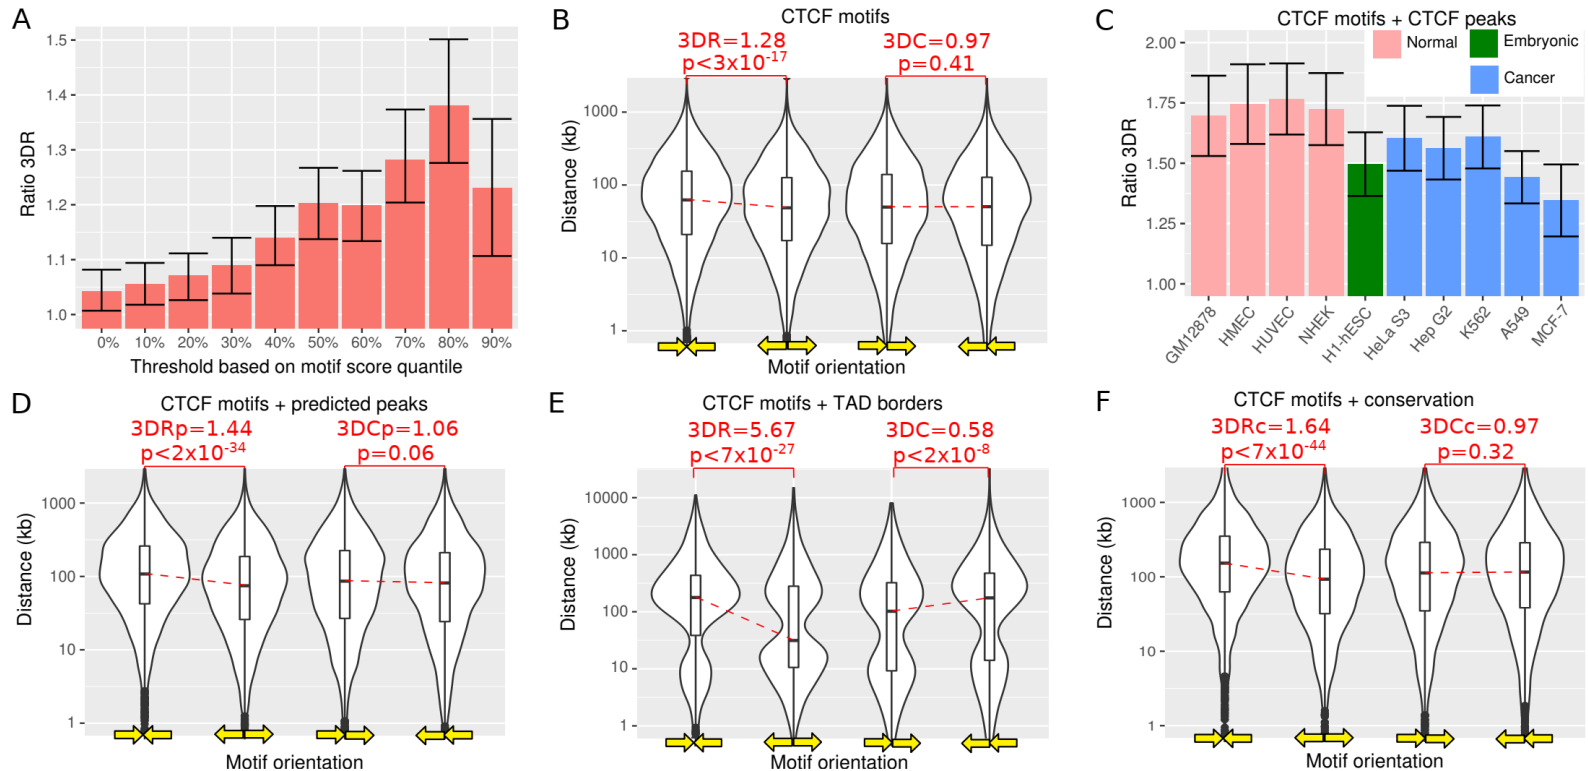 A
1.5
1.4
1.3
1.2
1.1
1.0
Ratio 3DR
0% 10% 20% 30% 40% 50% 60% 70% 80% 90%
Threshold based on motif score quantile
B
CTCF motifs
3DR=1.28 3DC=0.97
p<3x10⁻¹⁷ p=0.41
1000
100
10
1
Distance (kb)
Motif orientation
C
CTCF motifs + CTCF peaks
Normal Embryonic
Cancer
2.00
1.75
1.50
1.25
1.00
Ratio 3DR
GM12878 HMEC HUVEC NHEK H1-hESC HeLa S3 Hep G2 K562 A549 MCF-7
D
CTCF motifs + predicted peaks
3DRp=1.44 3DCp=1.06
p<2x10⁻³⁴ p=0.06
1000
100
10
1
Distance (kb)
Motif orientation
E
CTCF motifs + TAD borders
3DR=5.67 3DC=0.58
p<7x10⁻²⁷ p<2x10⁻⁸
10000
1000
100
10
1
Distance (kb)
Motif orientation
F
CTCF motifs + conservation
3DRc=1.64 3DCc=0.97
p<7x10⁻⁴⁴ p=0.32
1000
100
10
1
Distance (kb)
Motif orientation